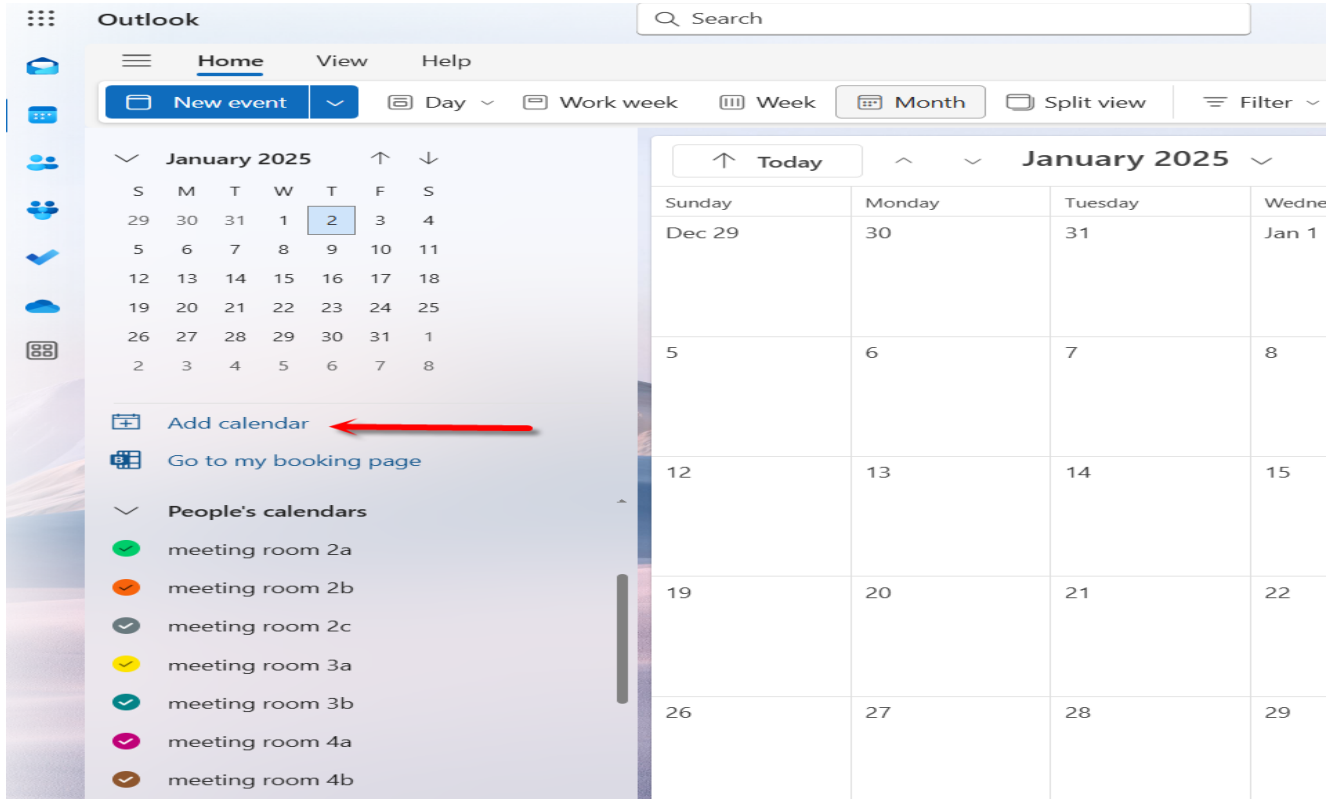 Outlook
Search
Home View Help
New event Day Work week Week Month Split view Filter
January 2025
S M T W T F S
29 30 31 1 2 3 4
5 6 7 8 9 10 11
12 13 14 15 16 17 18
19 20 21 22 23 24 25
26 27 28 29 30 31 1
2 3 4 5 6 7 8
Add calendar
Go to my booking page
People's calendars
meeting room 2a
meeting room 2b
meeting room 2c
meeting room 3a
meeting room 3b
meeting room 4a
meeting room 4b
Today January 2025
Sunday Monday Tuesday Wedne
Dec 29 30 31 Jan 1
5 6 7 8
12 13 14 15
19 20 21 22
26 27 28 29